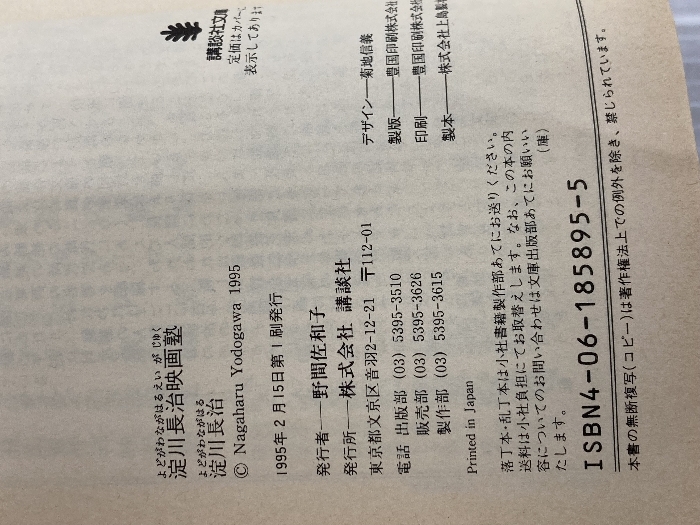 講談社文庫
定価はカバーに
表示してあります
よどがわながはるえいがじゅく
淀川長治映画塾
よどがわながはる
淀川長治
© Nagaharu Yodogawa 1995
1995年2月15日第1刷発行
発行者——野間佐和子
発行所——株式会社 講談社
東京都文京区音羽2-12-21 〒112-01
電話 出版部 (03) 5395-3510
販売部 (03) 5395-3626
製作部 (03) 5395-3615
Printed in Japan
デザイン——菊地信義
製版——豊国印刷株式会社
印刷——豊国印刷株式会社
製本——株式会社上島製
落丁本・乱丁本は小社書籍製作部あてにお送りください。
送料は小社負担にてお取替えします。なお、この本の内
容についてのお問い合わせは文庫出版部あてにお願いい
たします。 (庫)
ISBN4-06-185895-5
本書の無断複写(コピー)は著作権法上での例外を除き、禁じられています。